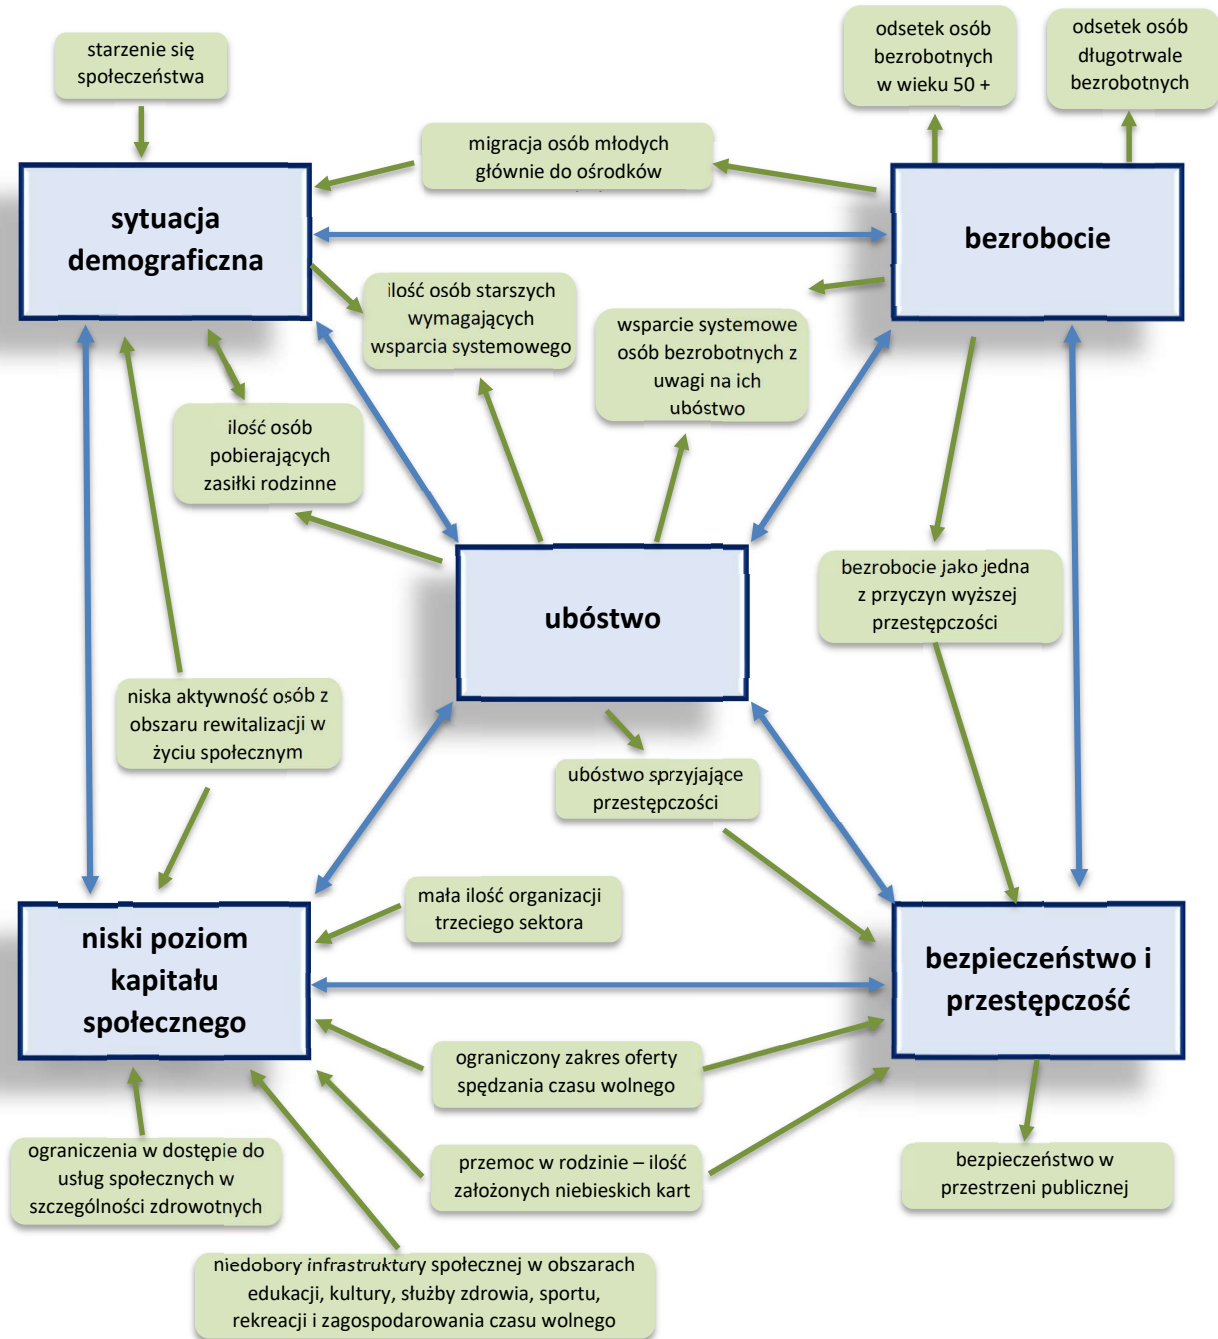 starzenie się
społeczeństwa
odsetek osób
bezrobotnych
w wieku 50 +
odsetek osób
długotrwale
bezrobotnych
migracja osób młodych
głównie do ośrodków
sytuacja
demograficzna
bezrobocie
ilość osób starszych
wymagających
wsparcia systemowego
wsparcie systemowe
osób bezrobotnych z
uwagi na ich
ubóstwo
ilość osób
pobierających
zasiłki rodzinne
ubóstwo
bezrobocie jako jedna
z przyczyn wyższej
przestępczości
niska aktywność osób z
obszaru rewitalizacji w
życiu społecznym
ubóstwo sprzyjające
przestępczości
mała ilość organizacji
trzeciego sektora
niski poziom
kapitału
społecznego
bezpieczeństwo i
przestępczość
ograniczony zakres oferty
spędzania czasu wolnego
ograniczenia w dostępie do
usług społecznych w
szczególności zdrowotnych
przemoc w rodzinie – ilość
założonych niebieskich kart
bezpieczeństwo w
przestrzeni publicznej
niedobory infrastruktury społecznej w obszarach
edukacji, kultury, służby zdrowia, sportu,
rekreacji i zagospodarowania czasu wolnego